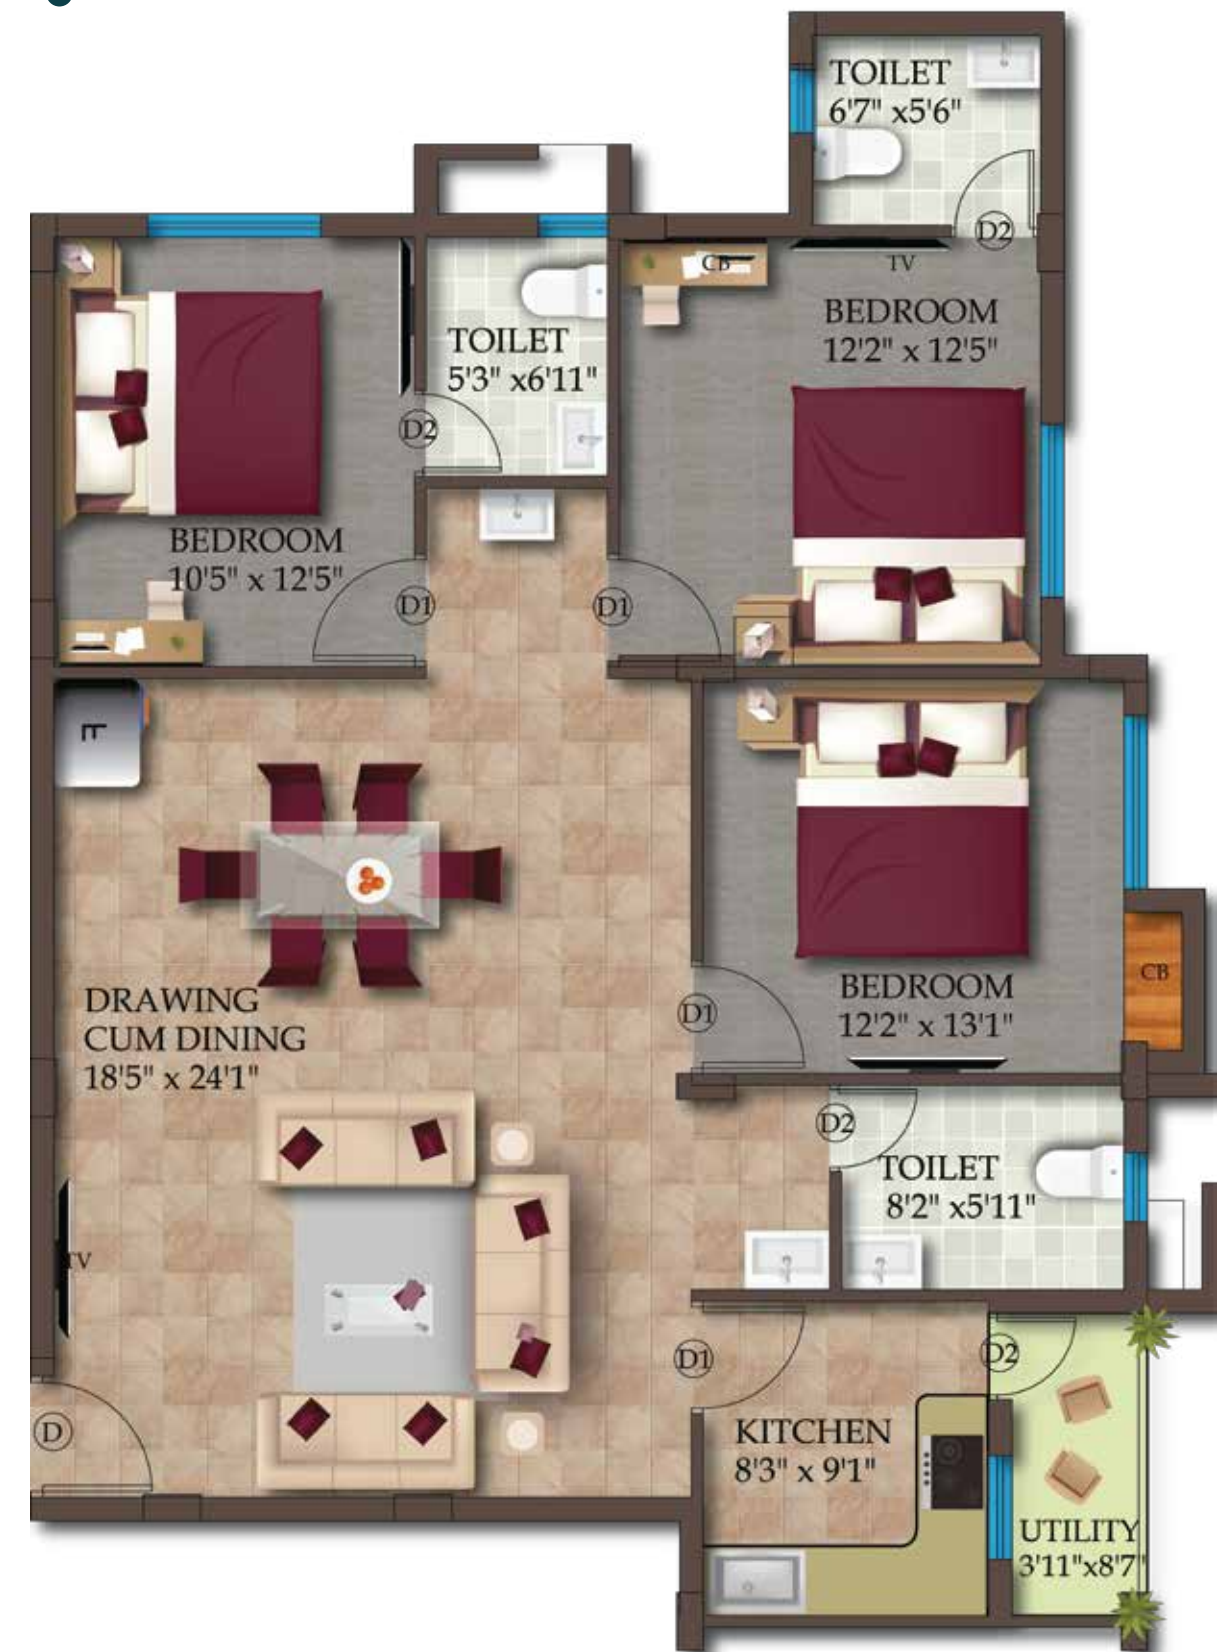 TOILET
6'7" x5'6"
D2
CB
TV
BEDROOM
12'2" x 12'5"
TOILET
5'3" x6'11"
D2
BEDROOM
10'5" x 12'5"
D1
D1
F
BEDROOM
12'2" x 13'1"
CB
D1
DRAWING
CUM DINING
18'5" x 24'1"
D2
TOILET
8'2" x5'11"
TV
D1
D2
D
KITCHEN
8'3" x 9'1"
UTILITY
3'11"x8'7"